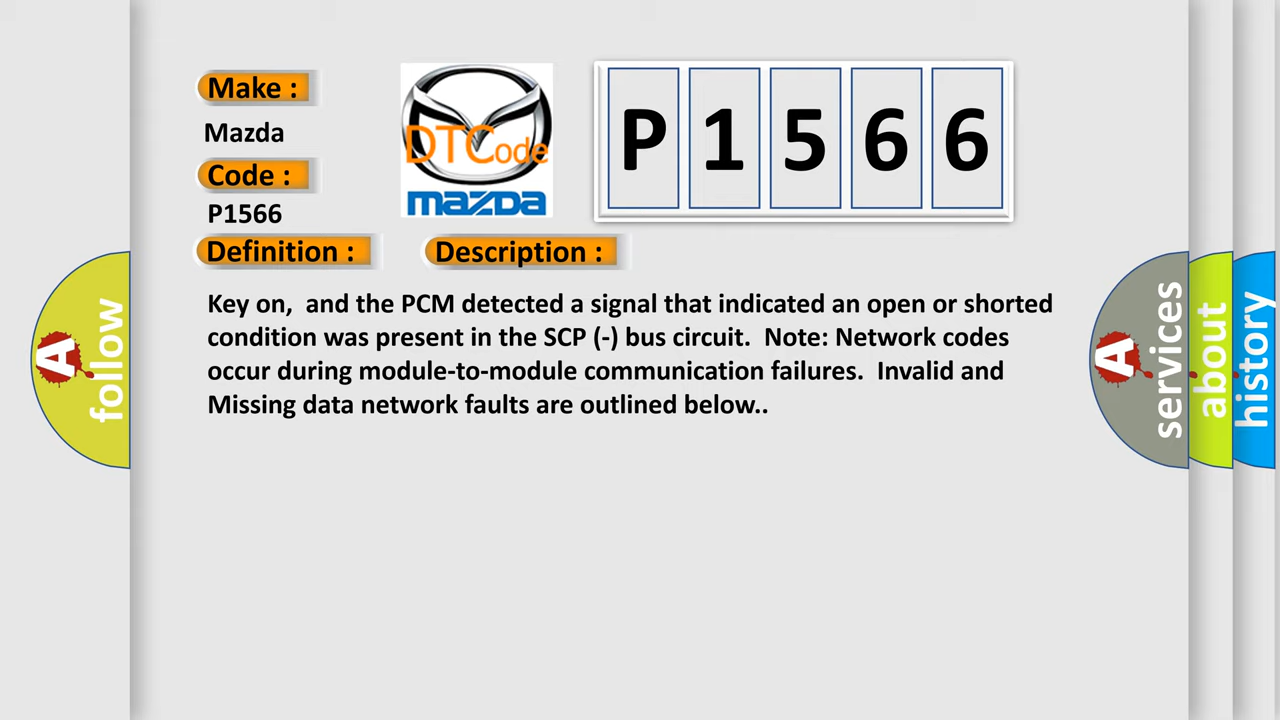 Make :
Mazda
Code :
P1566
Definition :
Description :
DTCode
mazda
P 1 5 6 6
Key on,  and the PCM detected a signal that indicated an open or shorted
condition was present in the SCP (-) bus circuit  Note: Network codes
occur during module-to-module communication failures  Invalid and
Missing data network faults are outlined below..
A follow
A services
about
history